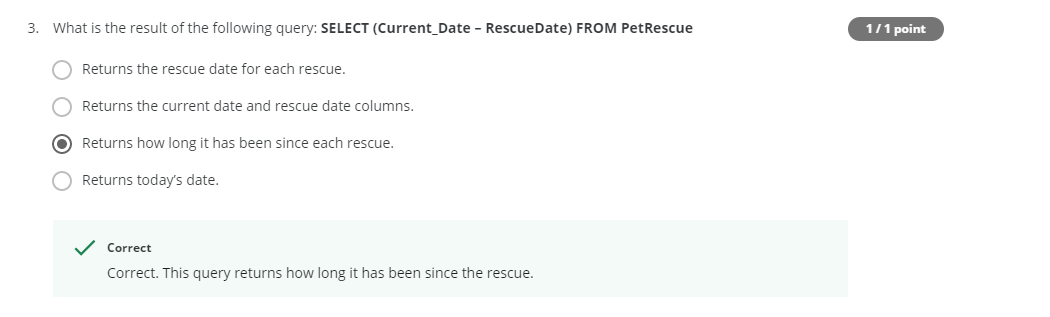 3. What is the result of the following query: SELECT (Current_Date – RescueDate) FROM PetRescue
1 / 1 point
Returns the rescue date for each rescue.
Returns the current date and rescue date columns.
Returns how long it has been since each rescue.
Returns today's date.
Correct
Correct. This query returns how long it has been since the rescue.